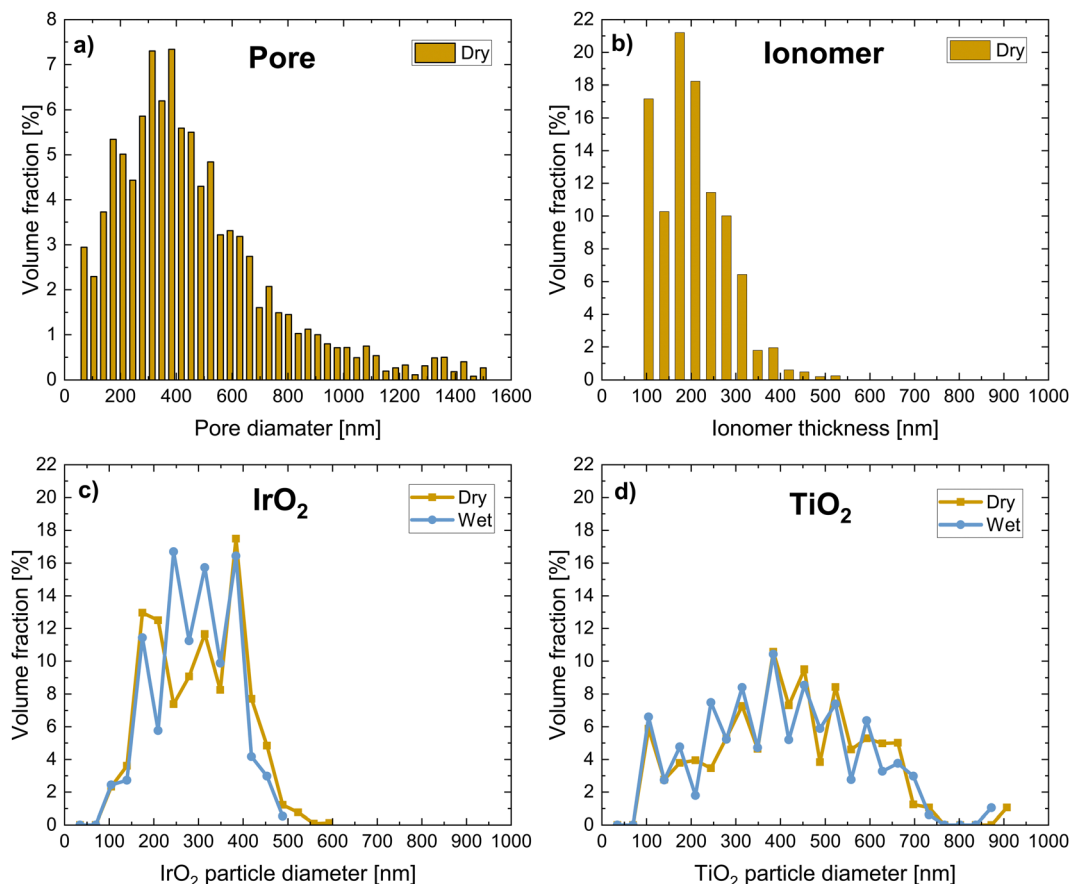 a)
Pore
Dry
Volume fraction [%]
8
7
6
5
4
3
2
1
0
0 200 400 600 800 1000 1200 1400 1600
Pore diamater [nm]
b)
Ionomer
Dry
Volume fraction [%]
22
20
18
16
14
12
10
8
6
4
2
0
0 100 200 300 400 500 600 700 800 900 1000
Ionomer thickness [nm]
c)
IrO2
Dry
Wet
Volume fraction [%]
22
20
18
16
14
12
10
8
6
4
2
0
0 100 200 300 400 500 600 700 800 900 1000
IrO2 particle diameter [nm]
d)
TiO2
Dry
Wet
Volume fraction [%]
22
20
18
16
14
12
10
8
6
4
2
0
0 100 200 300 400 500 600 700 800 900 1000
TiO2 particle diameter [nm]